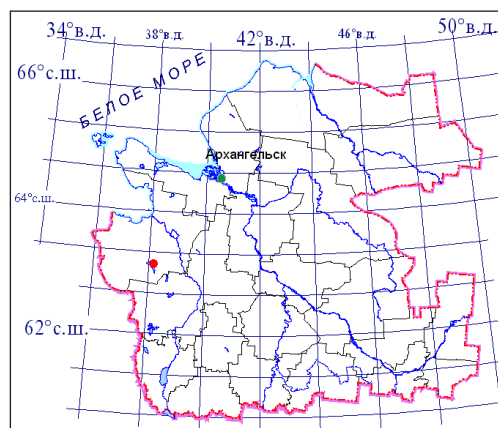 34°в.д.
38°в.д.
42°в.д.
46°в.д.
50°в.д.
66°с.ш.
БЕЛОЕ МОРЕ
Архангельск
64°с.ш.
62°с.ш.